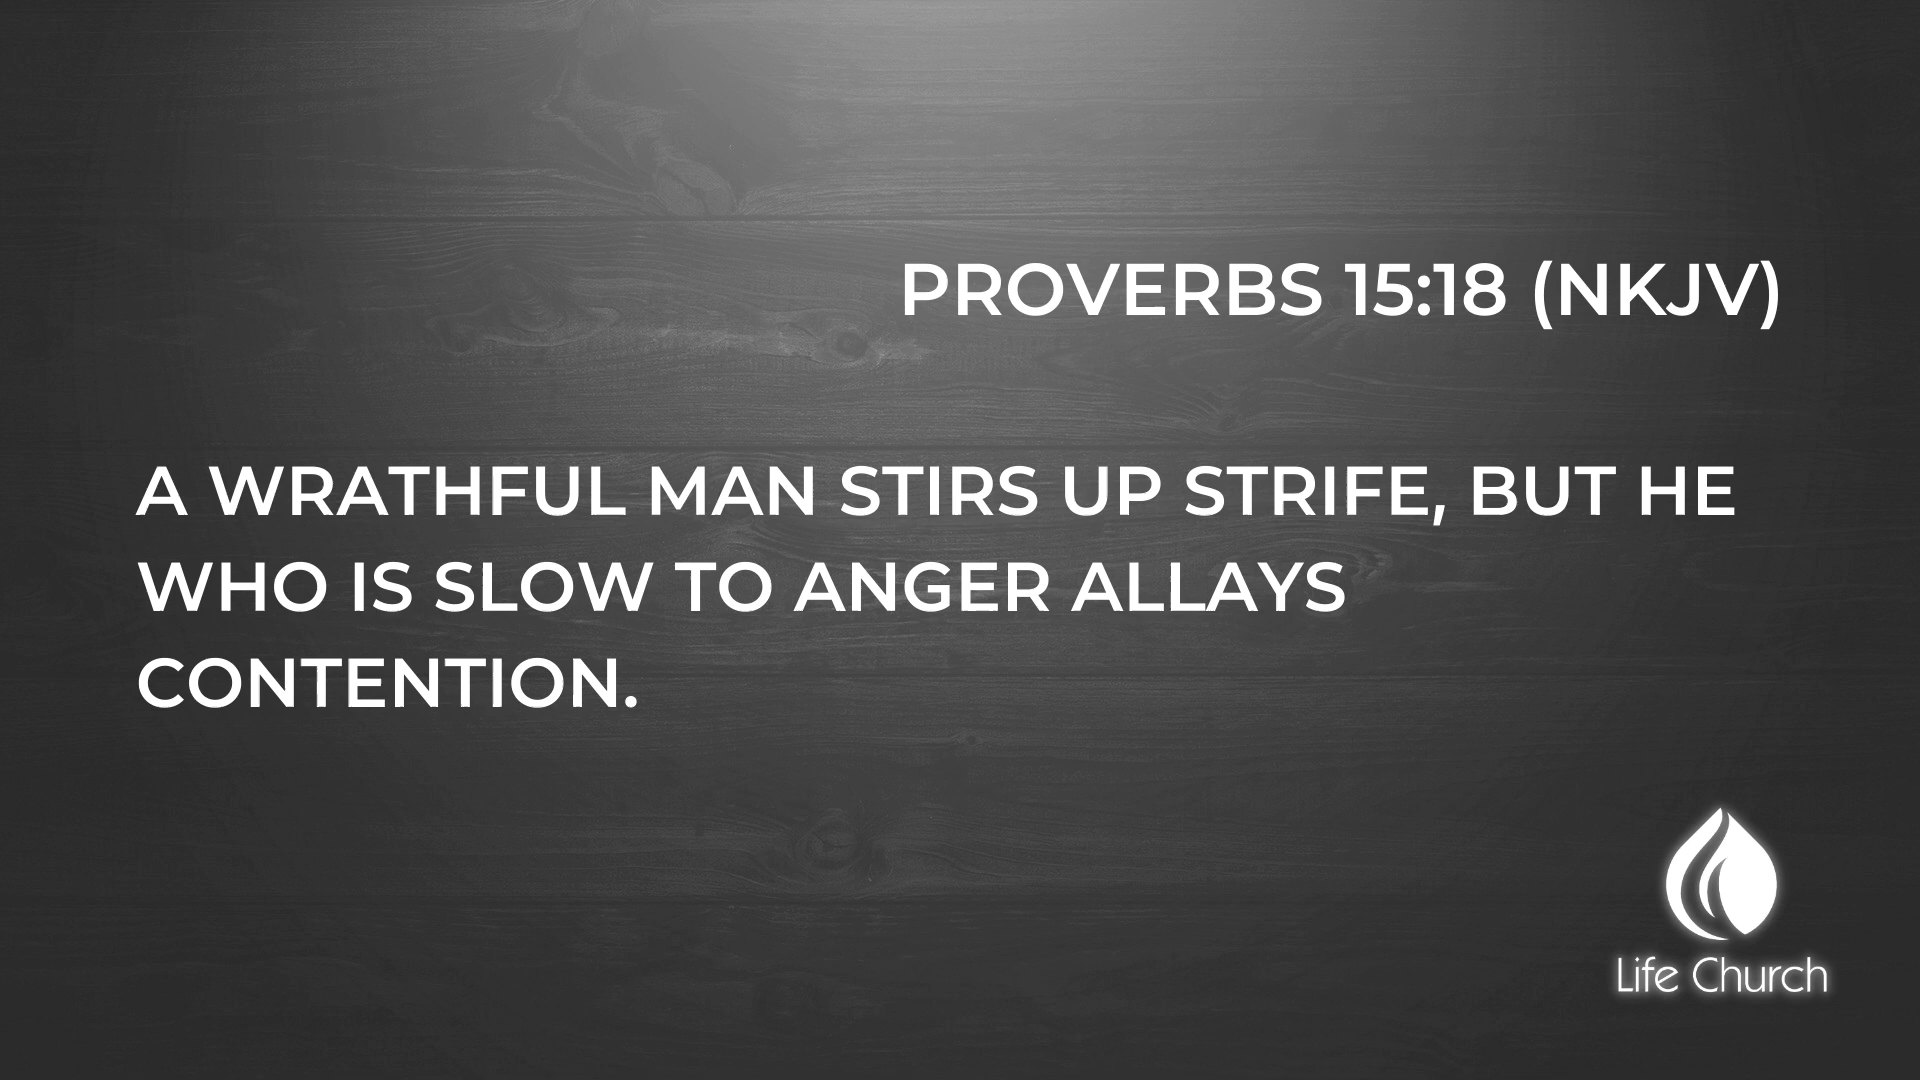 PROVERBS 15:18 (NKJV)
A WRATHFUL MAN STIRS UP STRIFE, BUT HE
WHO IS SLOW TO ANGER ALLAYS
CONTENTION.
Life Church